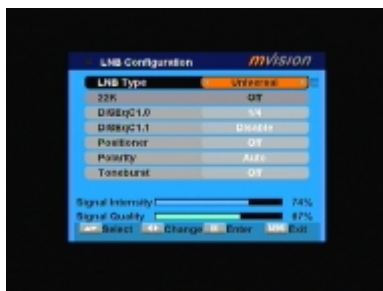 LNB Configuration
mvision
LNB Type Universal
22K Off
DiSEqC1.0 1/4
DiSEqC1.1 Disable
Positioner Off
Polarity Auto
Toneburst Off
Signal Intensity 74%
Signal Quality 67%
Select Change Enter Exit